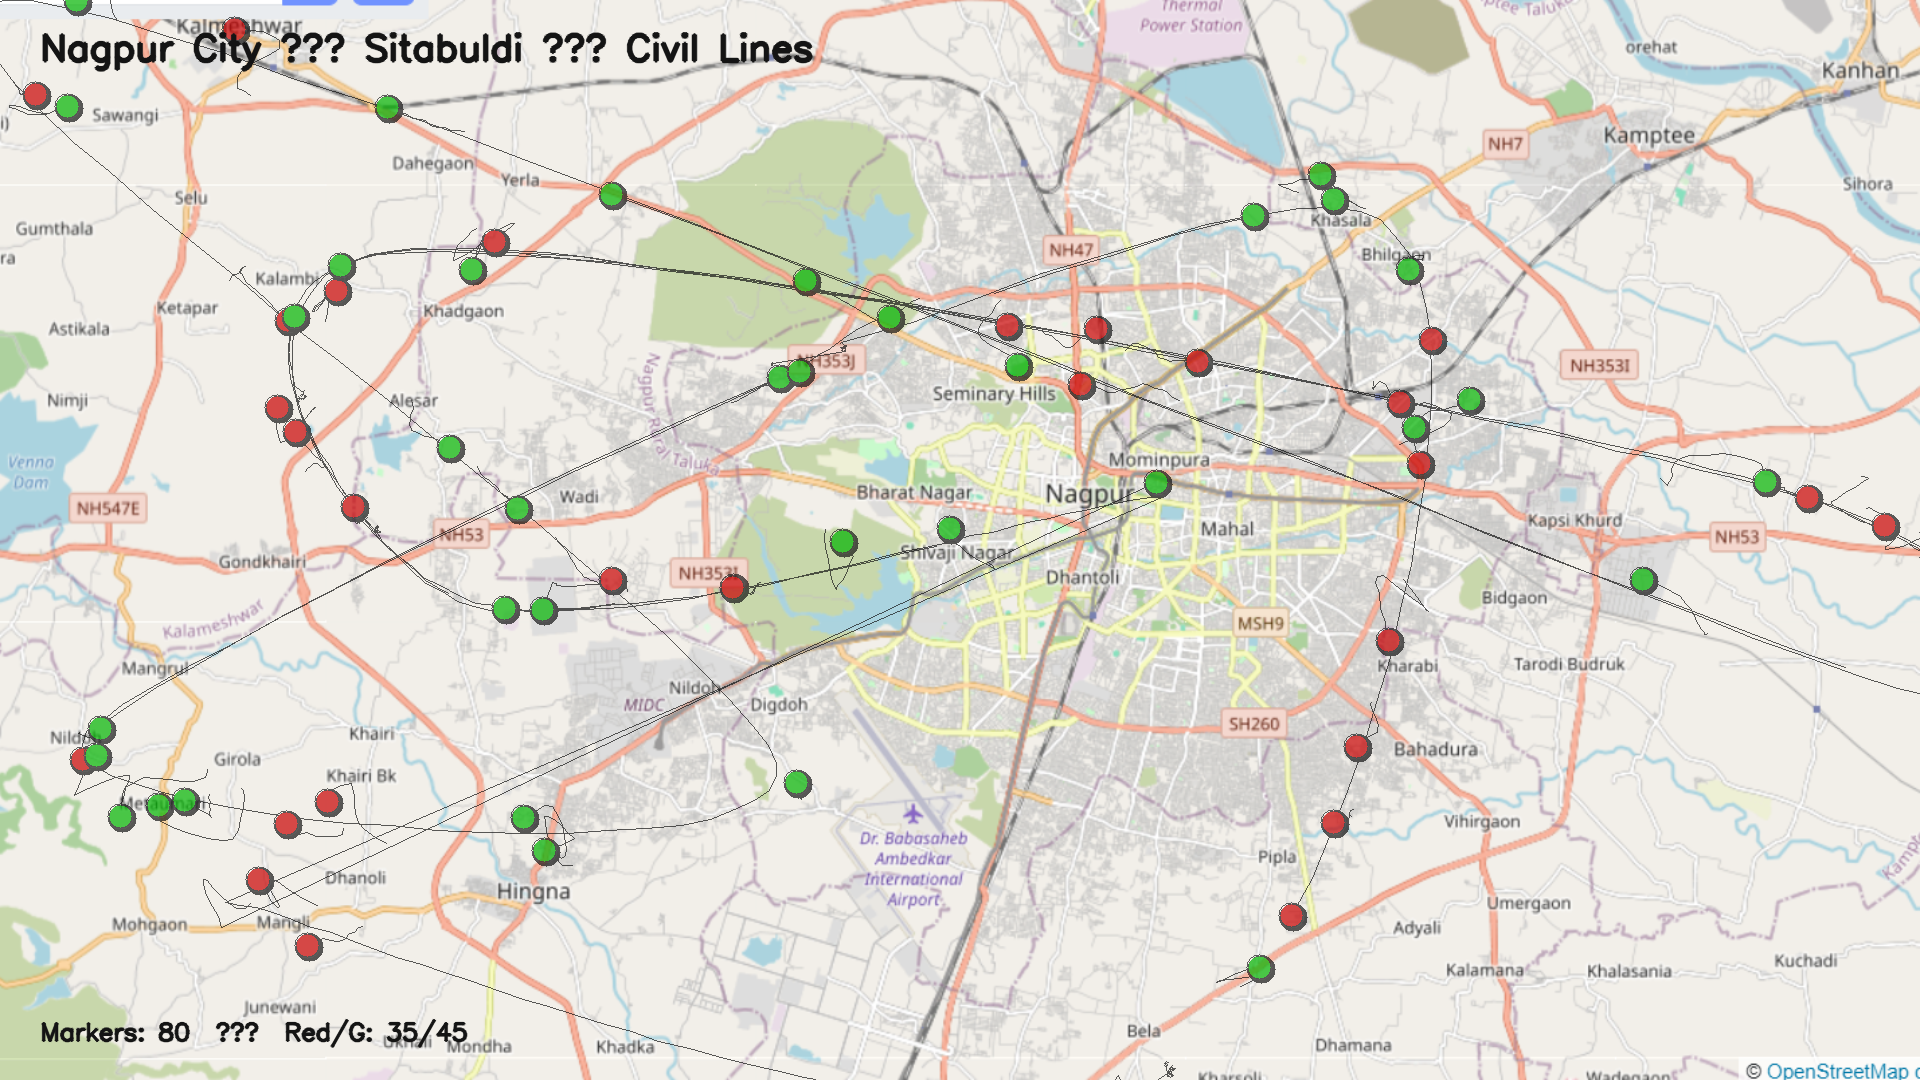 Thermal
Power Station
Kalmeshwar
Nagpur City ??? Sitabuldi ??? Civil Lines
orehat
Kanhan
Sawangi
Kamptee
NH7
Dahegaon
Yerla
Sihora
Selu
Gumthala
Khasala
NH47
Bhilgaon
Kalambi
Ketapar
Khadgaon
Astikala
NH353J
NH353I
Seminary Hills
Nimji
Alesar
Nagpur Rural Taluka
Mominpura
Venna
Dam
Wadi
Bharat Nagar
Nagpur
NH547E
Kapsi Khurd
NH53
Mahal
NH53
Shivaji Nagar
Gondkhairi
Dhantoli
Bidgaon
Kalameshwar
MSH9
Mangrul
Kharabi
Tarodi Budruk
Nildoh
MIDC
Digdoh
SH260
Khairi
Bahadura
Girola
Khairi Bk
Vihirgaon
Dr. Babasaheb
Ambedkar
International
Airport
Pipla
Dhanoli
Hingna
Umergaon
Mohgaon
Mangli
Adyali
Kuchadi
Kalamana
Khalasania
Junewani
Markers: 80 ??? Red/G: 35/45
Bela
Mondha
Khadka
Dhamana
Kharsoli
Wadegaon
© OpenStreetMap